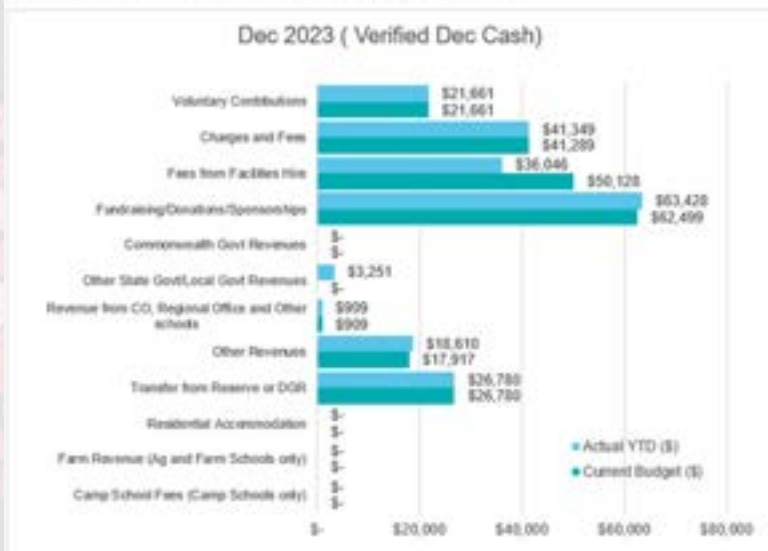 Dec 2023 ( Verified Dec Cash)
Voluntary Contributions
$21,661
$21,661
Charges and Fees
$41,349
$41,289
Fees from Facilities Hire
$36,046
$50,128
Fundraising/Donations/Sponsorships
$63,428
$62,499
Commonwealth Govt Revenues
$-
$-
Other State Govt/Local Govt Revenues
$3,251
$-
Revenue from CO, Regional Office and Other
schools
$909
$909
Other Revenues
$18,610
$17,917
Transfer from Reserve or DGR
$26,780
$26,780
Residential Accommodation
$-
$-
Farm Revenue (Ag and Farm Schools only)
$-
$-
Camp School Fees (Camp Schools only)
$-
$-
Actual YTD ($)
Current Budget ($)
$-
$20,000
$40,000
$60,000
$80,000